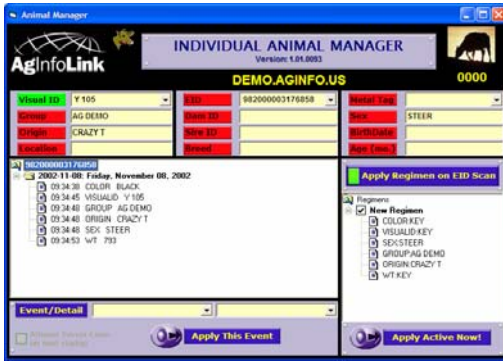 Animal Manager
AgInfoLink
INDIVIDUAL ANIMAL MANAGER
Version: 1.01.0093
DEMO.AGINFO.US
0000
Visual ID Y 105 EID 982000003176858 Metal Tag
Group AG DEMO Dam ID Sex STEER
Origin CRAZY T Sire ID BirthDate
Location Breed Age (mo.)
982000003176858
2002-11-08: Friday, November 08, 2002
09:34:38 COLOR BLACK
09:34:45 VISUALID Y 105
09:34:48 GROUP AG DEMO
09:34:48 ORIGIN CRAZY T
09:34:48 SEX STEER
09:34:53 WT 793
Apply Regimen on EID Scan
Regimens
New Regimen
COLOR:KEY
VISUALID:KEY
SEX:STEER
GROUP:AG DEMO
ORIGIN:CRAZY T
WT:KEY
Event/Detail
Apply This Event
Apply Active Now!